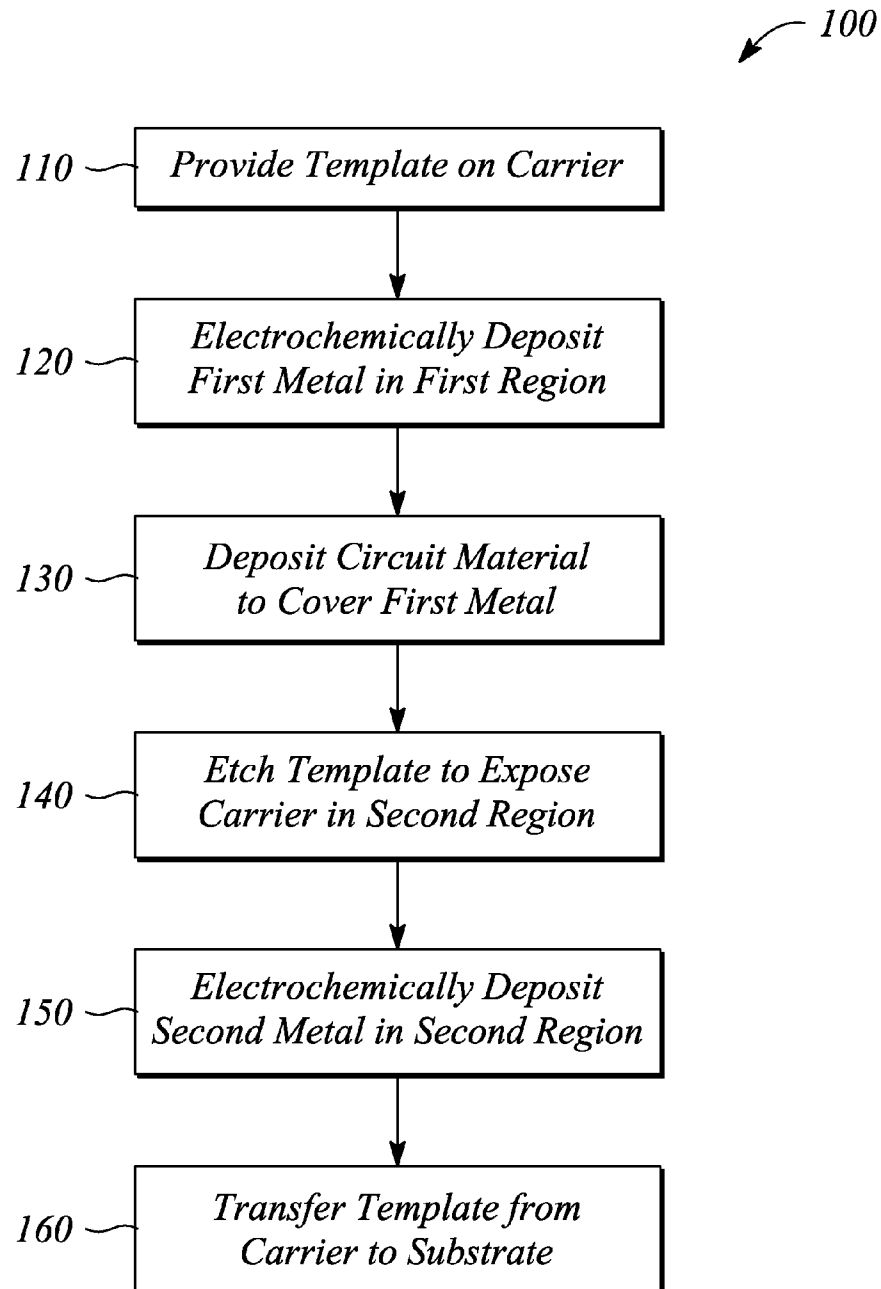 100
110
Provide Template on Carrier
120
Electrochemically Deposit
First Metal in First Region
130
Deposit Circuit Material
to Cover First Metal
140
Etch Template to Expose
Carrier in Second Region
150
Electrochemically Deposit
Second Metal in Second Region
160
Transfer Template from
Carrier to Substrate